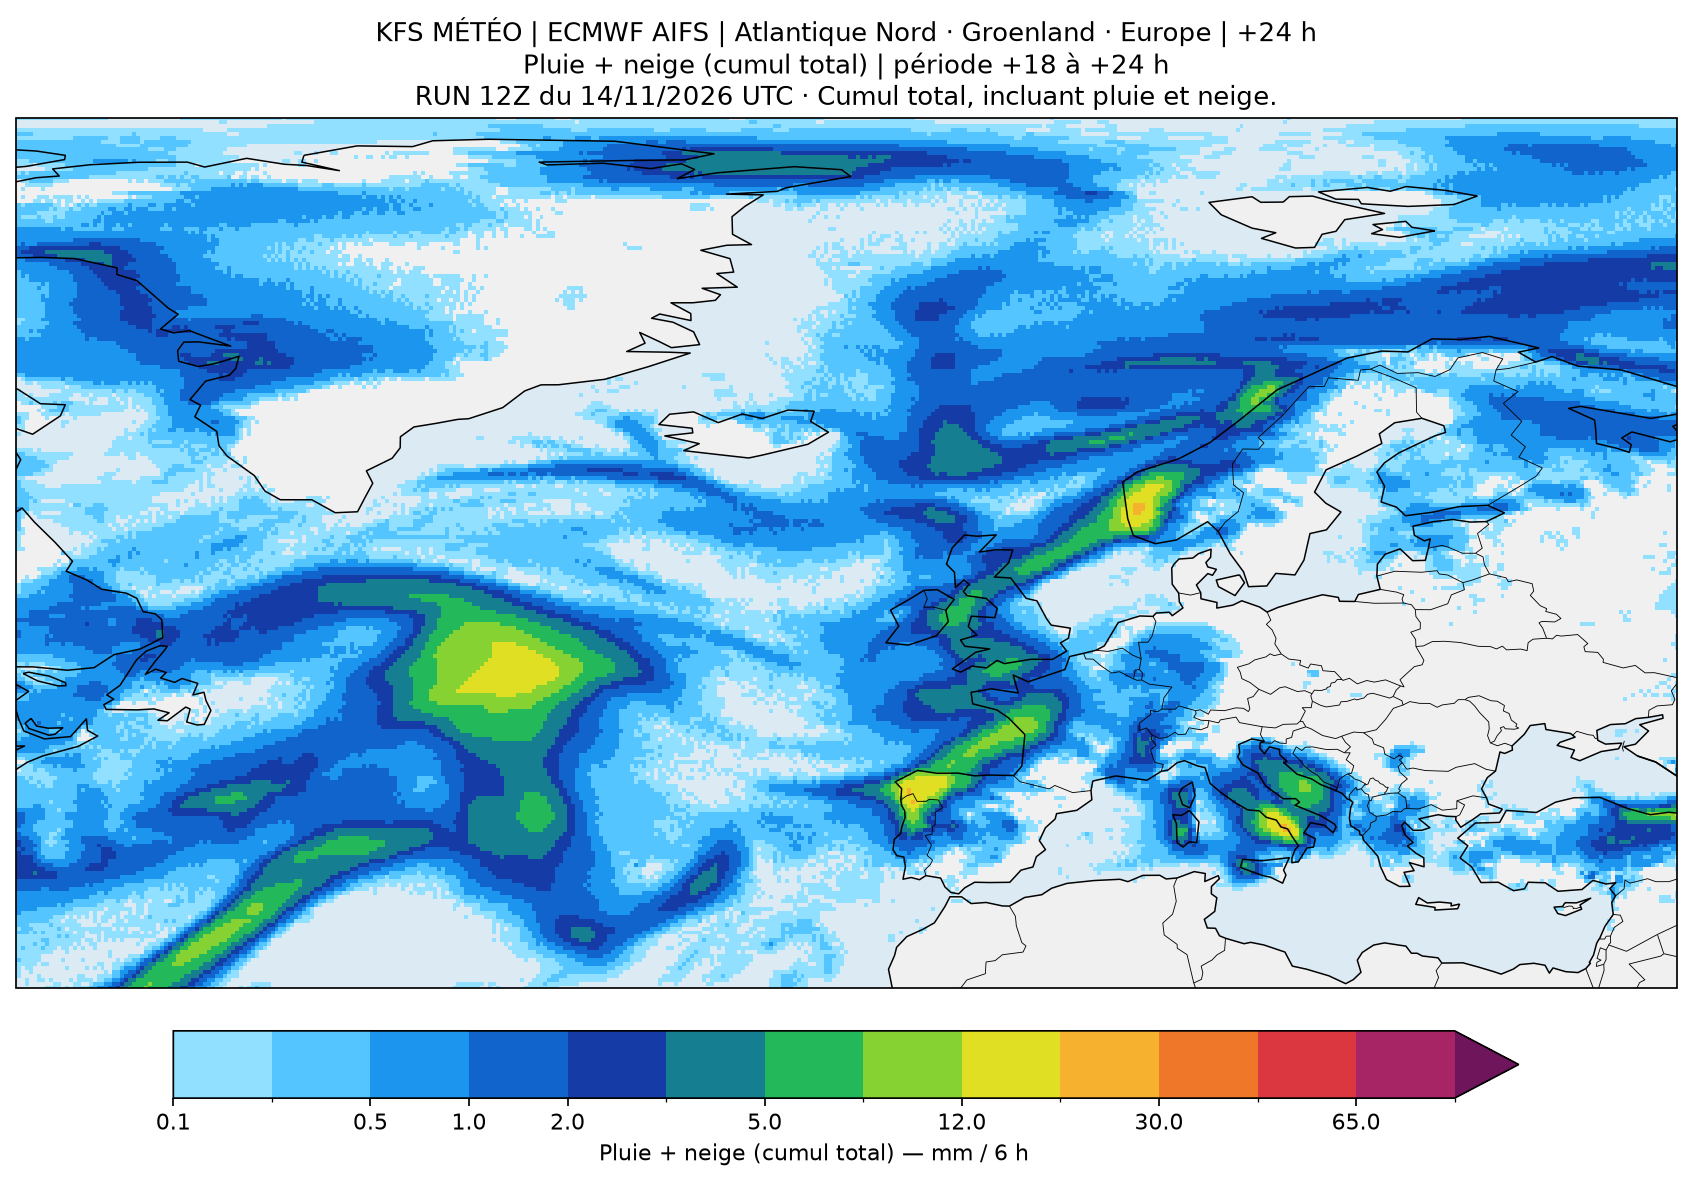 KFS MÉTÉO | ECMWF AIFS | Atlantique Nord · Groenland · Europe | +24 h
Pluie + neige (cumul total) | période +18 à +24 h
RUN 12Z du 14/11/2026 UTC · Cumul total, incluant pluie et neige.
0.1 0.5 1.0 2.0 5.0 12.0 30.0 65.0
Pluie + neige (cumul total) — mm / 6 h